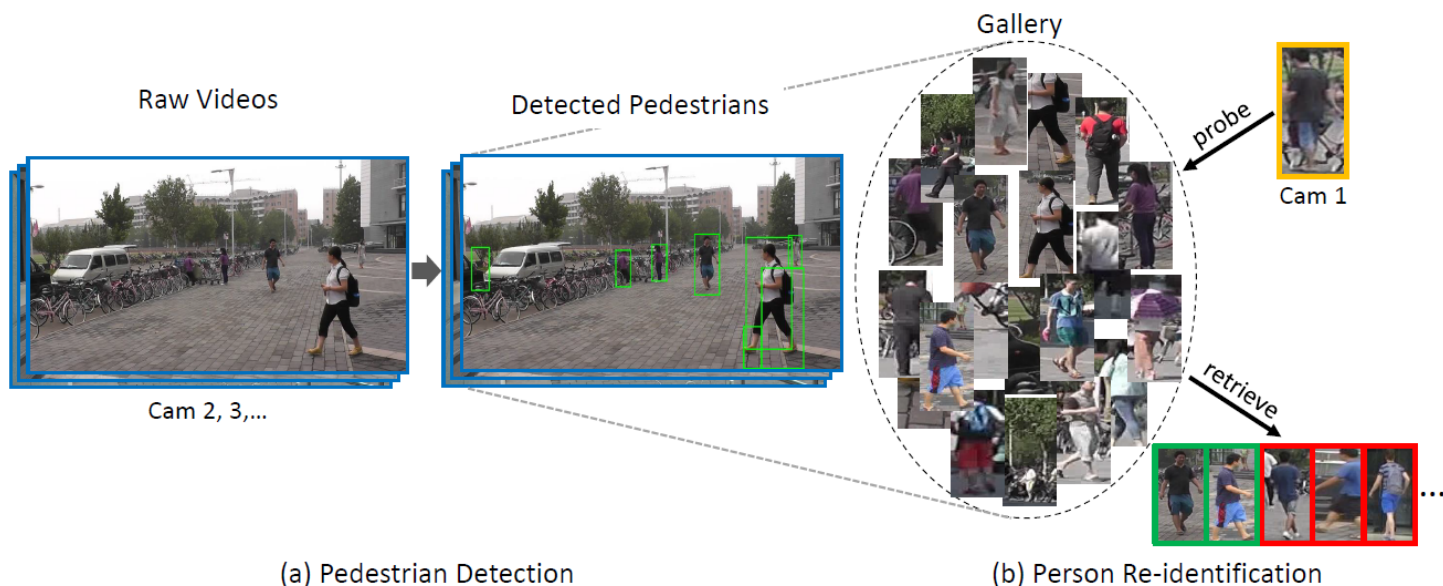 Gallery
Raw Videos
Detected Pedestrians
probe
Cam 1
Cam 2, 3,...
retrieve
...
(a) Pedestrian Detection
(b) Person Re-identification